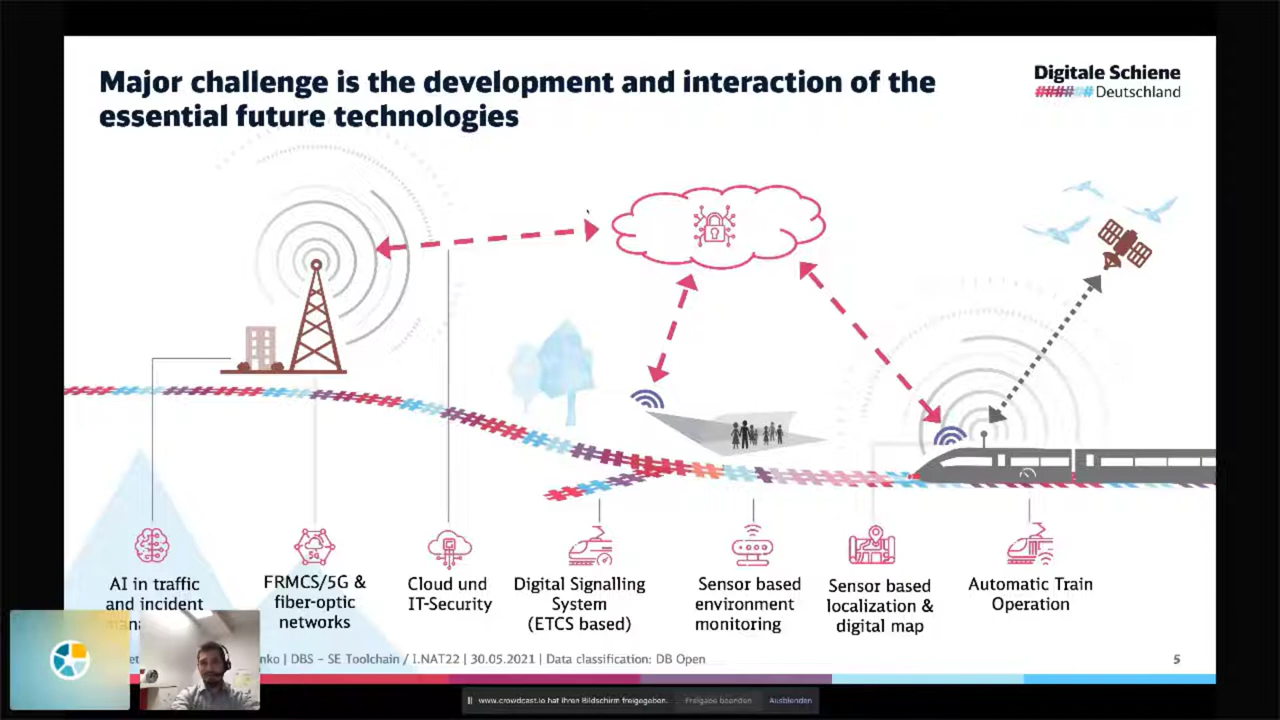 Major challenge is the development and interaction of the
essential future technologies
Digitale Schiene
Deutschland
5G
AI in traffic
and incident
FRMCS/5G &
fiber-optic
networks
Cloud und
IT-Security
Digital Signalling
System
(ETCS based)
Sensor based
environment
monitoring
Sensor based
localization &
digital map
Automatic Train
Operation
| DBS – SE Toolchain / I.NAT22 | 30.05.2021 | Data classification: DB Open
5
www.crowdcast.io hat Ihren Bildschirm freigegeben.
Freigabe beenden
Ausblenden